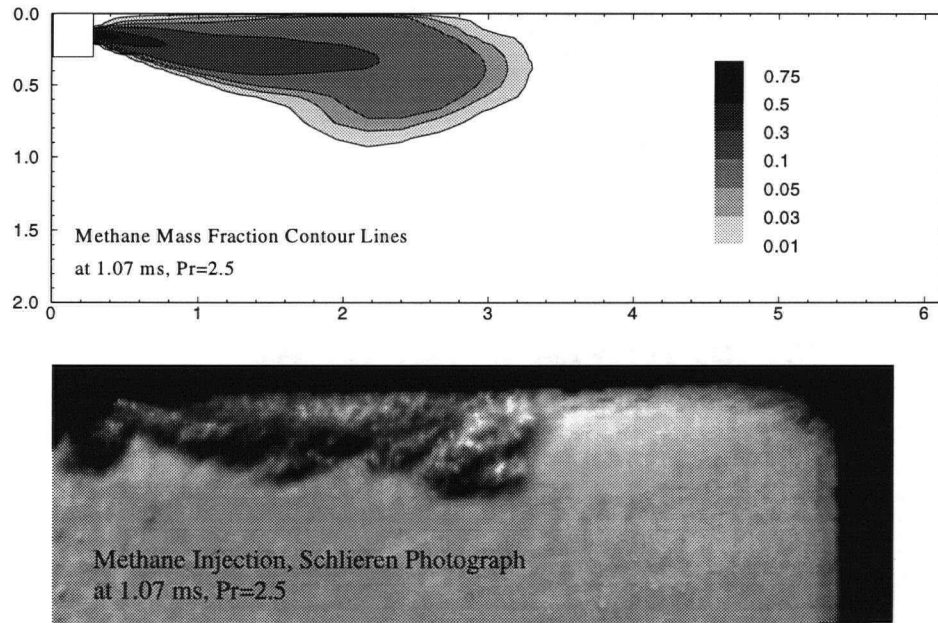 0.0
0.5
1.0
1.5
2.0
0.75
0.5
0.3
0.1
0.05
0.03
0.01
Methane Mass Fraction Contour Lines
at 1.07 ms, Pr=2.5
0 1 2 3 4 5 6
Methane Injection, Schlieren Photograph
at 1.07 ms, Pr=2.5